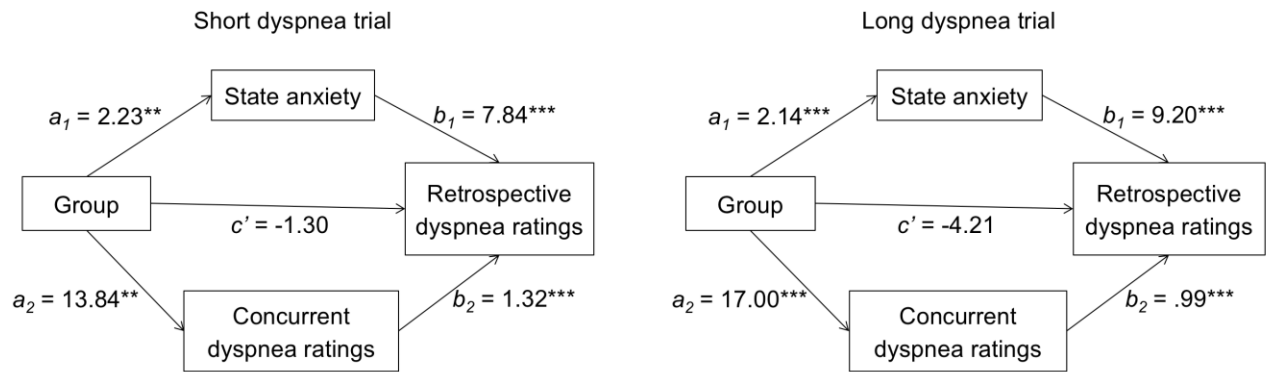 Short dyspnea trial
State anxiety
a1 = 2.23**
b1 = 7.84***
Group
Retrospective
dyspnea ratings
c’ = -1.30
a2 = 13.84**
b2 = 1.32***
Concurrent
dyspnea ratings
Long dyspnea trial
State anxiety
a1 = 2.14***
b1 = 9.20***
Group
Retrospective
dyspnea ratings
c’ = -4.21
a2 = 17.00***
b2 = .99***
Concurrent
dyspnea ratings